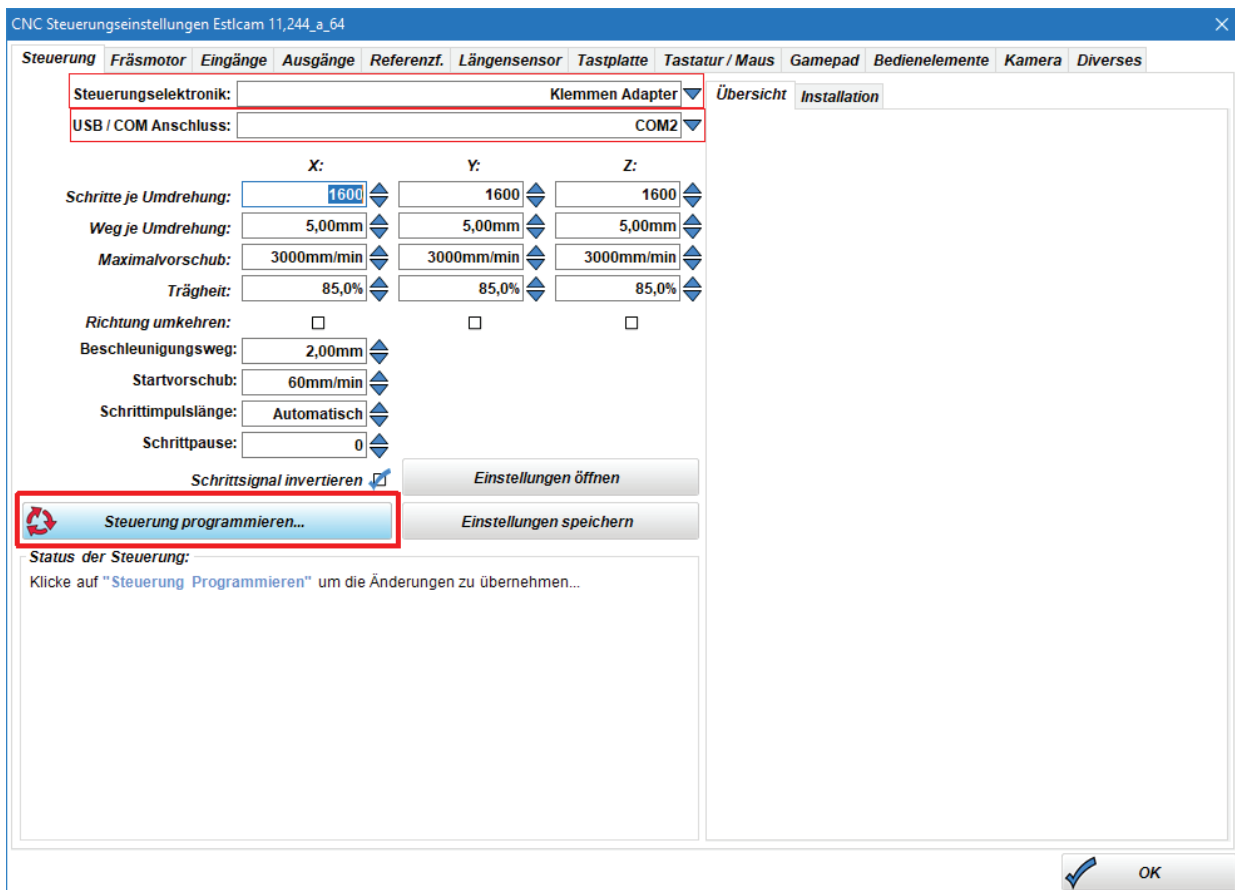 CNC Steuerungseinstellungen Estlcam 11,244_a_64
Steuerung Fräsmotor Eingänge Ausgänge Referenzf. Längensensor Tastplatte Tastatur / Maus Gamepad Bedienelemente Kamera Diverses
Steuerungselektronik: Klemmen Adapter
USB / COM Anschluss: COM2
Übersicht Installation
X: Y: Z:
Schritte je Umdrehung: 1600 1600 1600
Weg je Umdrehung: 5,00mm 5,00mm 5,00mm
Maximalvorschub: 3000mm/min 3000mm/min 3000mm/min
Trägheit: 85,0% 85,0% 85,0%
Richtung umkehren:
Beschleunigungsweg: 2,00mm
Startvorschub: 60mm/min
Schrittimpulslänge: Automatisch
Schrittpause: 0
Schrittsignal invertieren Einstellungen öffnen
Steuerung programmieren... Einstellungen speichern
Status der Steuerung:
Klicke auf "Steuerung Programmieren" um die Änderungen zu übernehmen...
OK